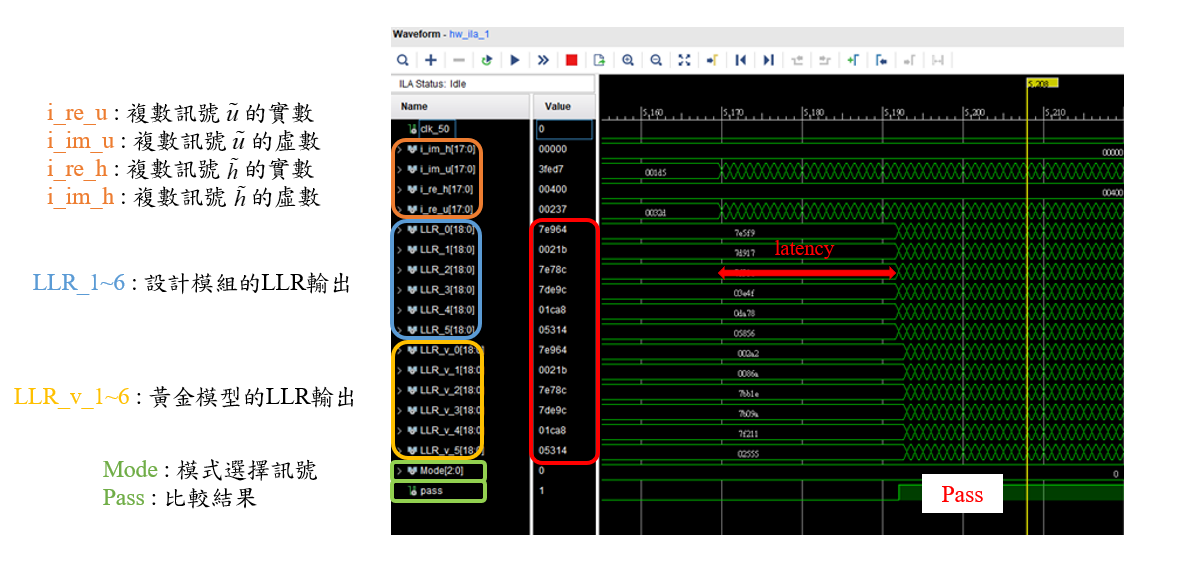 Waveform - hw_ila_1
ILA Status: Idle
Name Value
5,208
5,160 5,170 5,180 5,190 5,200 5,210
clk_50 0
i_im_h[17:0] 00000 00000
i_im_u[17:0] 3fed7 001d5
i_re_h[17:0] 00400 00400
i_re_u[17:0] 00237 0032d
LLR_0[18:0] 7e964 7e5f9
LLR_1[18:0] 0021b 7d917
latency
LLR_2[18:0] 7e78c
LLR_3[18:0] 7de9c 03e4f
LLR_4[18:0] 01ca8 0da78
LLR_5[18:0] 05314 05856
LLR_v_0[18:0] 7e964 002a2
LLR_v_1[18:0 0021b 0086a
LLR_v_2[18:0 7e78c 7bb1e
LLR_v_3[18:0 7de9c 7b09a
LLR_v_4[18:0 01ca8 7f211
LLR_v_5[18:0 05314 02555
Mode[2:0] 0 0
pass 1
Pass
i_re_u : 複數訊號 ũ 的實數
i_im_u : 複數訊號 ũ 的虛數
i_re_h : 複數訊號 h̃ 的實數
i_im_h : 複數訊號 h̃ 的虛數
LLR_1~6 : 設計模組的LLR輸出
LLR_v_1~6 : 黃金模型的LLR輸出
Mode : 模式選擇訊號
Pass : 比較結果